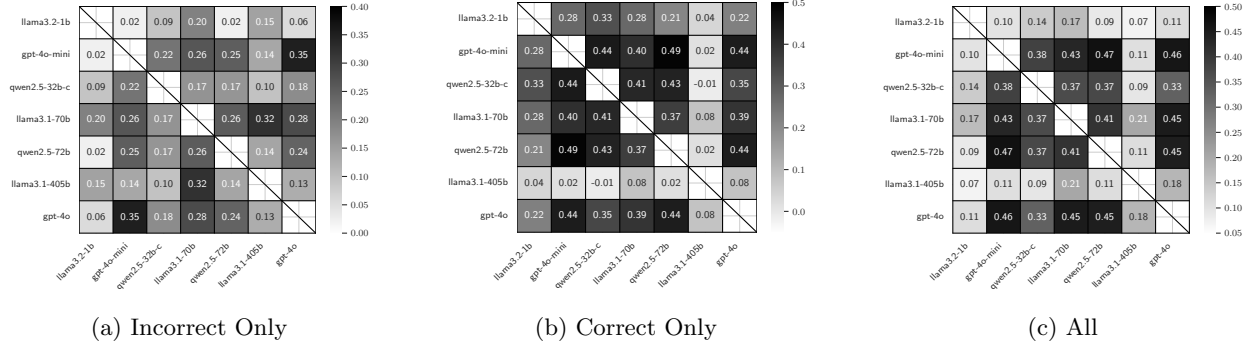 llama3.2-1b 0.02 0.09 0.20 0.02 0.15 0.06
gpt-4o-mini 0.02 0.22 0.26 0.25 0.14 0.35
qwen2.5-32b-c 0.09 0.22 0.17 0.17 0.10 0.18
llama3.1-70b 0.20 0.26 0.17 0.26 0.32 0.28
qwen2.5-72b 0.02 0.25 0.17 0.26 0.14 0.24
llama3.1-405b 0.15 0.14 0.10 0.32 0.14 0.13
gpt-4o 0.06 0.35 0.18 0.28 0.24 0.13
llama3.2-1b
gpt-4o-mini
qwen2.5-32b-c
llama3.1-70b
qwen2.5-72b
llama3.1-405b
gpt-4o
0.40
0.35
0.30
0.25
0.20
0.15
0.10
0.05
0.00
(a) Incorrect Only
llama3.2-1b 0.28 0.33 0.28 0.21 0.04 0.22
gpt-4o-mini 0.28 0.44 0.40 0.49 0.02 0.44
qwen2.5-32b-c 0.33 0.44 0.41 0.43 -0.01 0.35
llama3.1-70b 0.28 0.40 0.41 0.37 0.08 0.39
qwen2.5-72b 0.21 0.49 0.43 0.37 0.02 0.44
llama3.1-405b 0.04 0.02 -0.01 0.08 0.02 0.08
gpt-4o 0.22 0.44 0.35 0.39 0.44 0.08
llama3.2-1b
gpt-4o-mini
qwen2.5-32b-c
llama3.1-70b
qwen2.5-72b
llama3.1-405b
gpt-4o
0.5
0.4
0.3
0.2
0.1
0.0
(b) Correct Only
llama3.2-1b 0.10 0.14 0.17 0.09 0.07 0.11
gpt-4o-mini 0.10 0.38 0.43 0.47 0.11 0.46
qwen2.5-32b-c 0.14 0.38 0.37 0.37 0.09 0.33
llama3.1-70b 0.17 0.43 0.37 0.41 0.21 0.45
qwen2.5-72b 0.09 0.47 0.37 0.41 0.11 0.45
llama3.1-405b 0.07 0.11 0.09 0.21 0.11 0.18
gpt-4o 0.11 0.46 0.33 0.45 0.45 0.18
llama3.2-1b
gpt-4o-mini
qwen2.5-32b-c
llama3.1-70b
qwen2.5-72b
llama3.1-405b
gpt-4o
0.50
0.45
0.40
0.35
0.30
0.25
0.20
0.15
0.10
0.05
(c) All